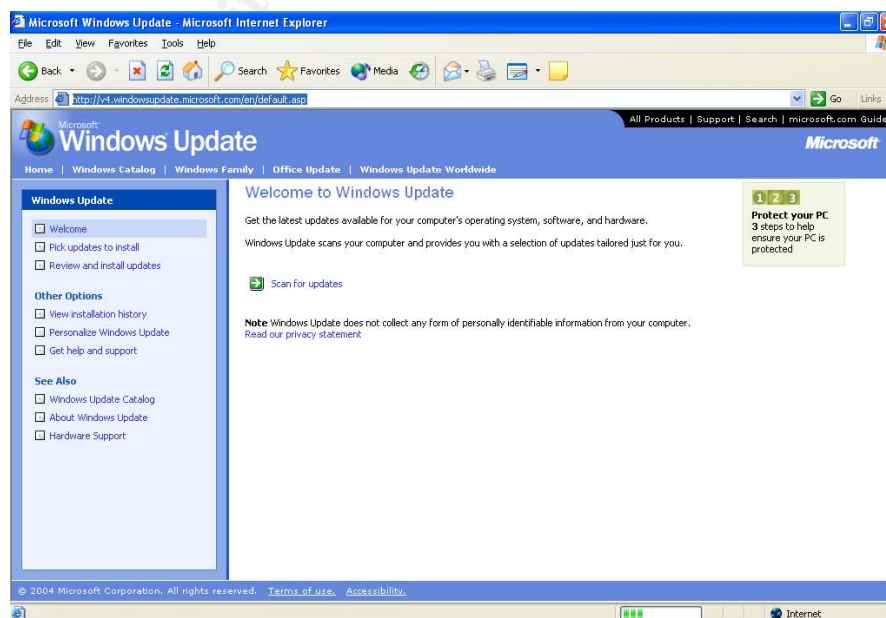 Microsoft Windows Update - Microsoft Internet Explorer
File Edit View Favorites Tools Help
Back Search Favorites Media
Address http://v4.windowsupdate.microsoft.com/en/default.asp Go Links
All Products | Support | Search | microsoft.com Guide
Microsoft
Windows Update
Microsoft
Home | Windows Catalog | Windows Family | Office Update | Windows Update Worldwide
Windows Update
Welcome
Pick updates to install
Review and install updates
Other Options
View installation history
Personalize Windows Update
Get help and support
See Also
Windows Update Catalog
About Windows Update
Hardware Support
Welcome to Windows Update
Get the latest updates available for your computer's operating system, software, and hardware.
Windows Update scans your computer and provides you with a selection of updates tailored just for you.
Scan for updates
Note Windows Update does not collect any form of personally identifiable information from your computer.
Read our privacy statement
1 2 3
Protect your PC
3 steps to help
ensure your PC is
protected
© 2004 Microsoft Corporation. All rights reserved. Terms of use. Accessibility.
Internet